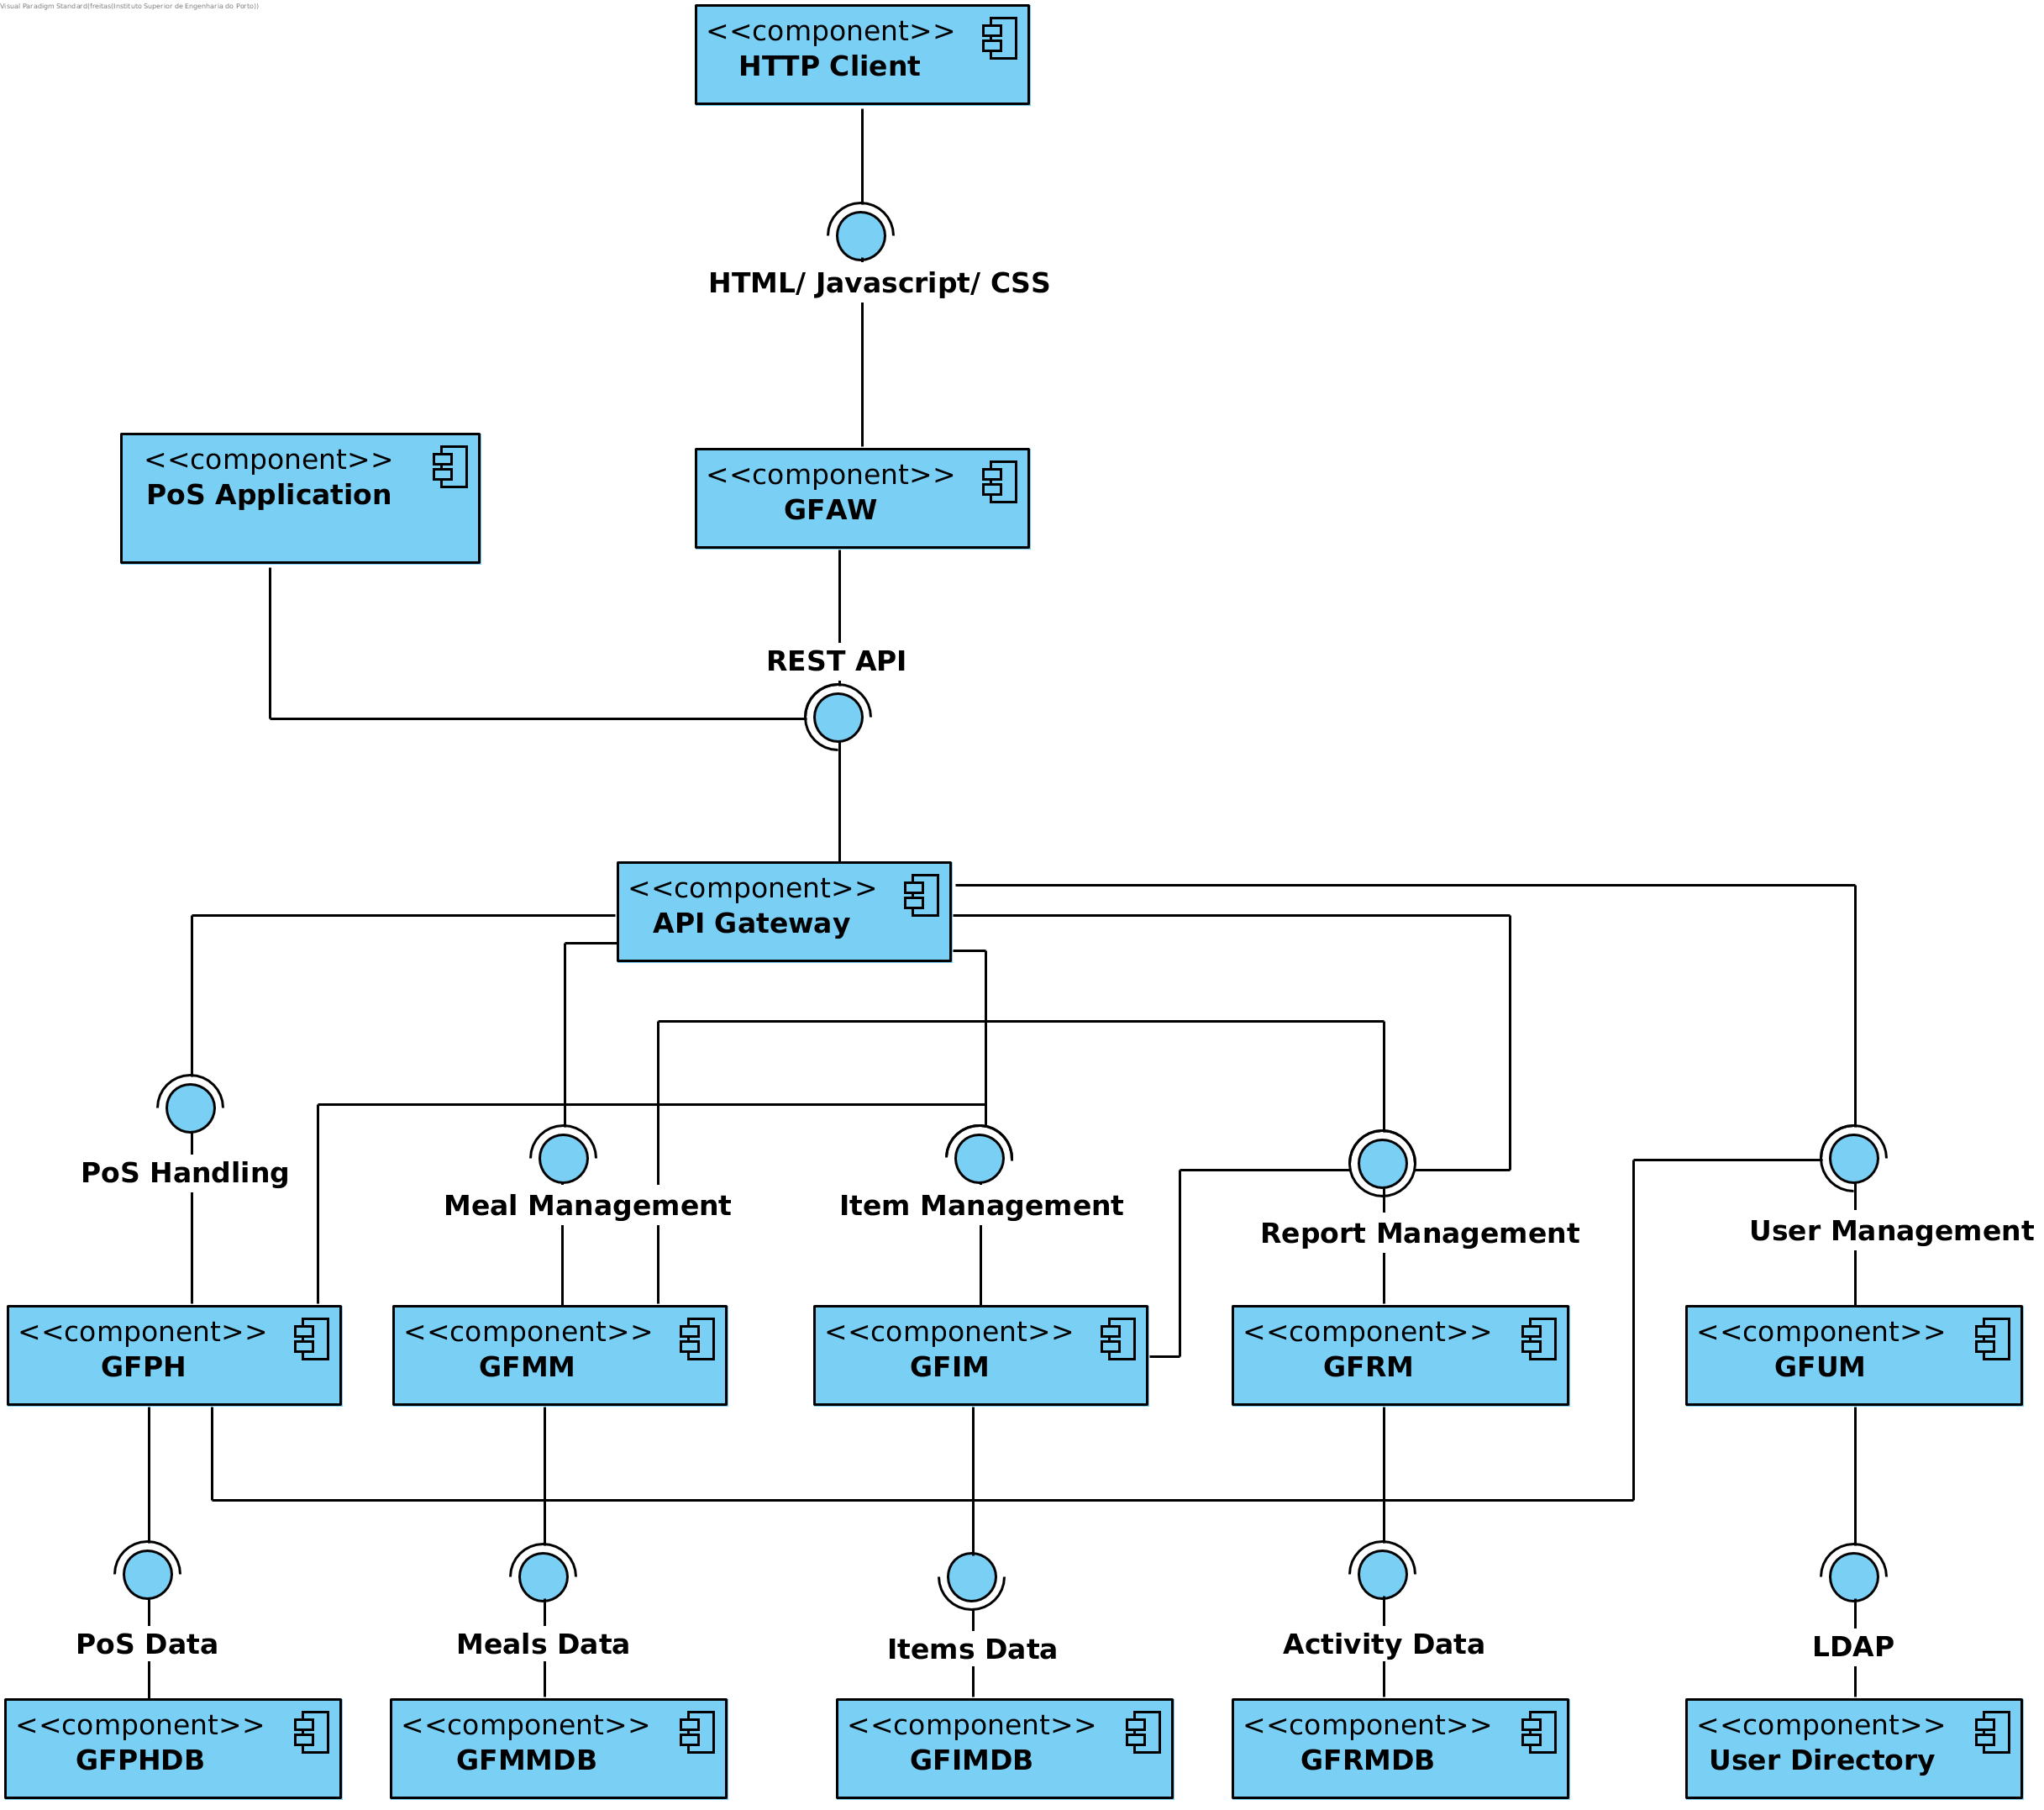 Visual Paradigm Standard(freitas(Instituto Superior de Engenharia do Porto))
<<component>>
HTTP Client
HTML/ Javascript/ CSS
<<component>>
PoS Application
<<component>>
GFAW
REST API
<<component>>
API Gateway
PoS Handling
Meal Management
Item Management
Report Management
User Management
<<component>>
GFPH
<<component>>
GFMM
<<component>>
GFIM
<<component>>
GFRM
<<component>>
GFUM
PoS Data
Meals Data
Items Data
Activity Data
LDAP
<<component>>
GFPHDB
<<component>>
GFMMDB
<<component>>
GFIMDB
<<component>>
GFRMDB
<<component>>
User Directory